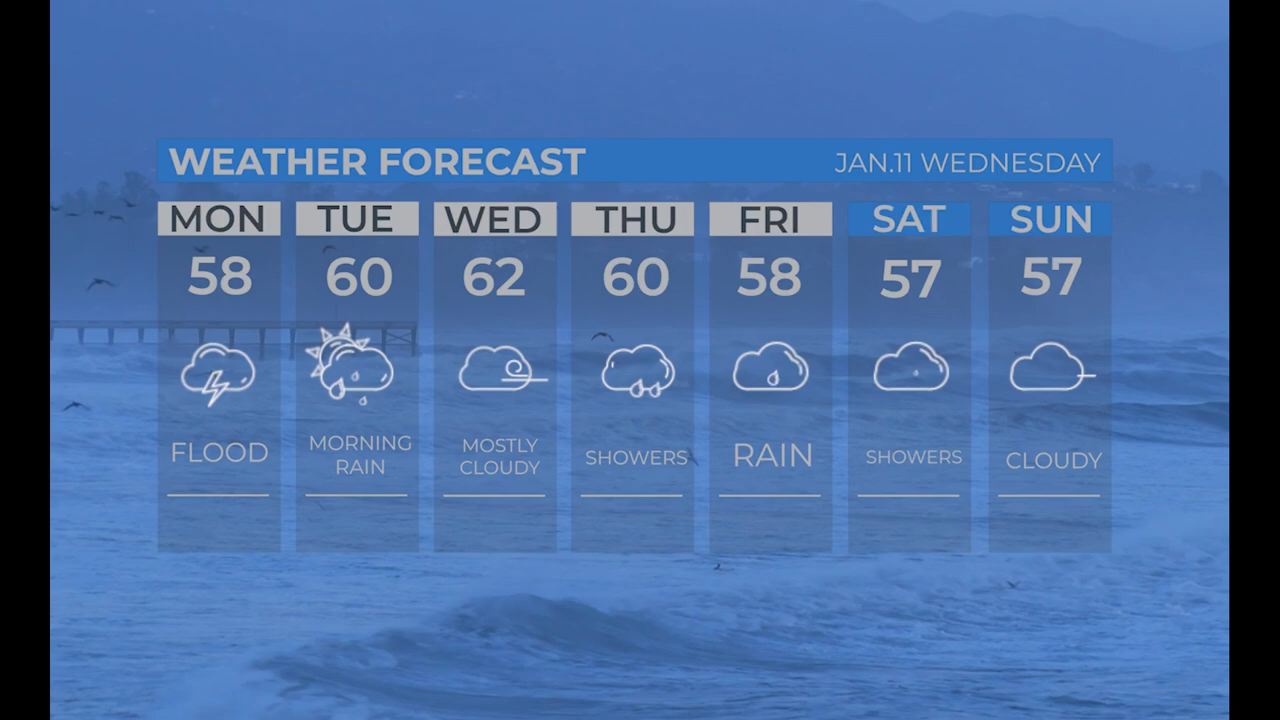 WEATHER FORECAST
JAN.11 WEDNESDAY
MON
TUE
WED
THU
FRI
SAT
SUN
58
60
62
60
58
57
57
FLOOD
MORNING
RAIN
MOSTLY
CLOUDY
SHOWERS
RAIN
SHOWERS
CLOUDY